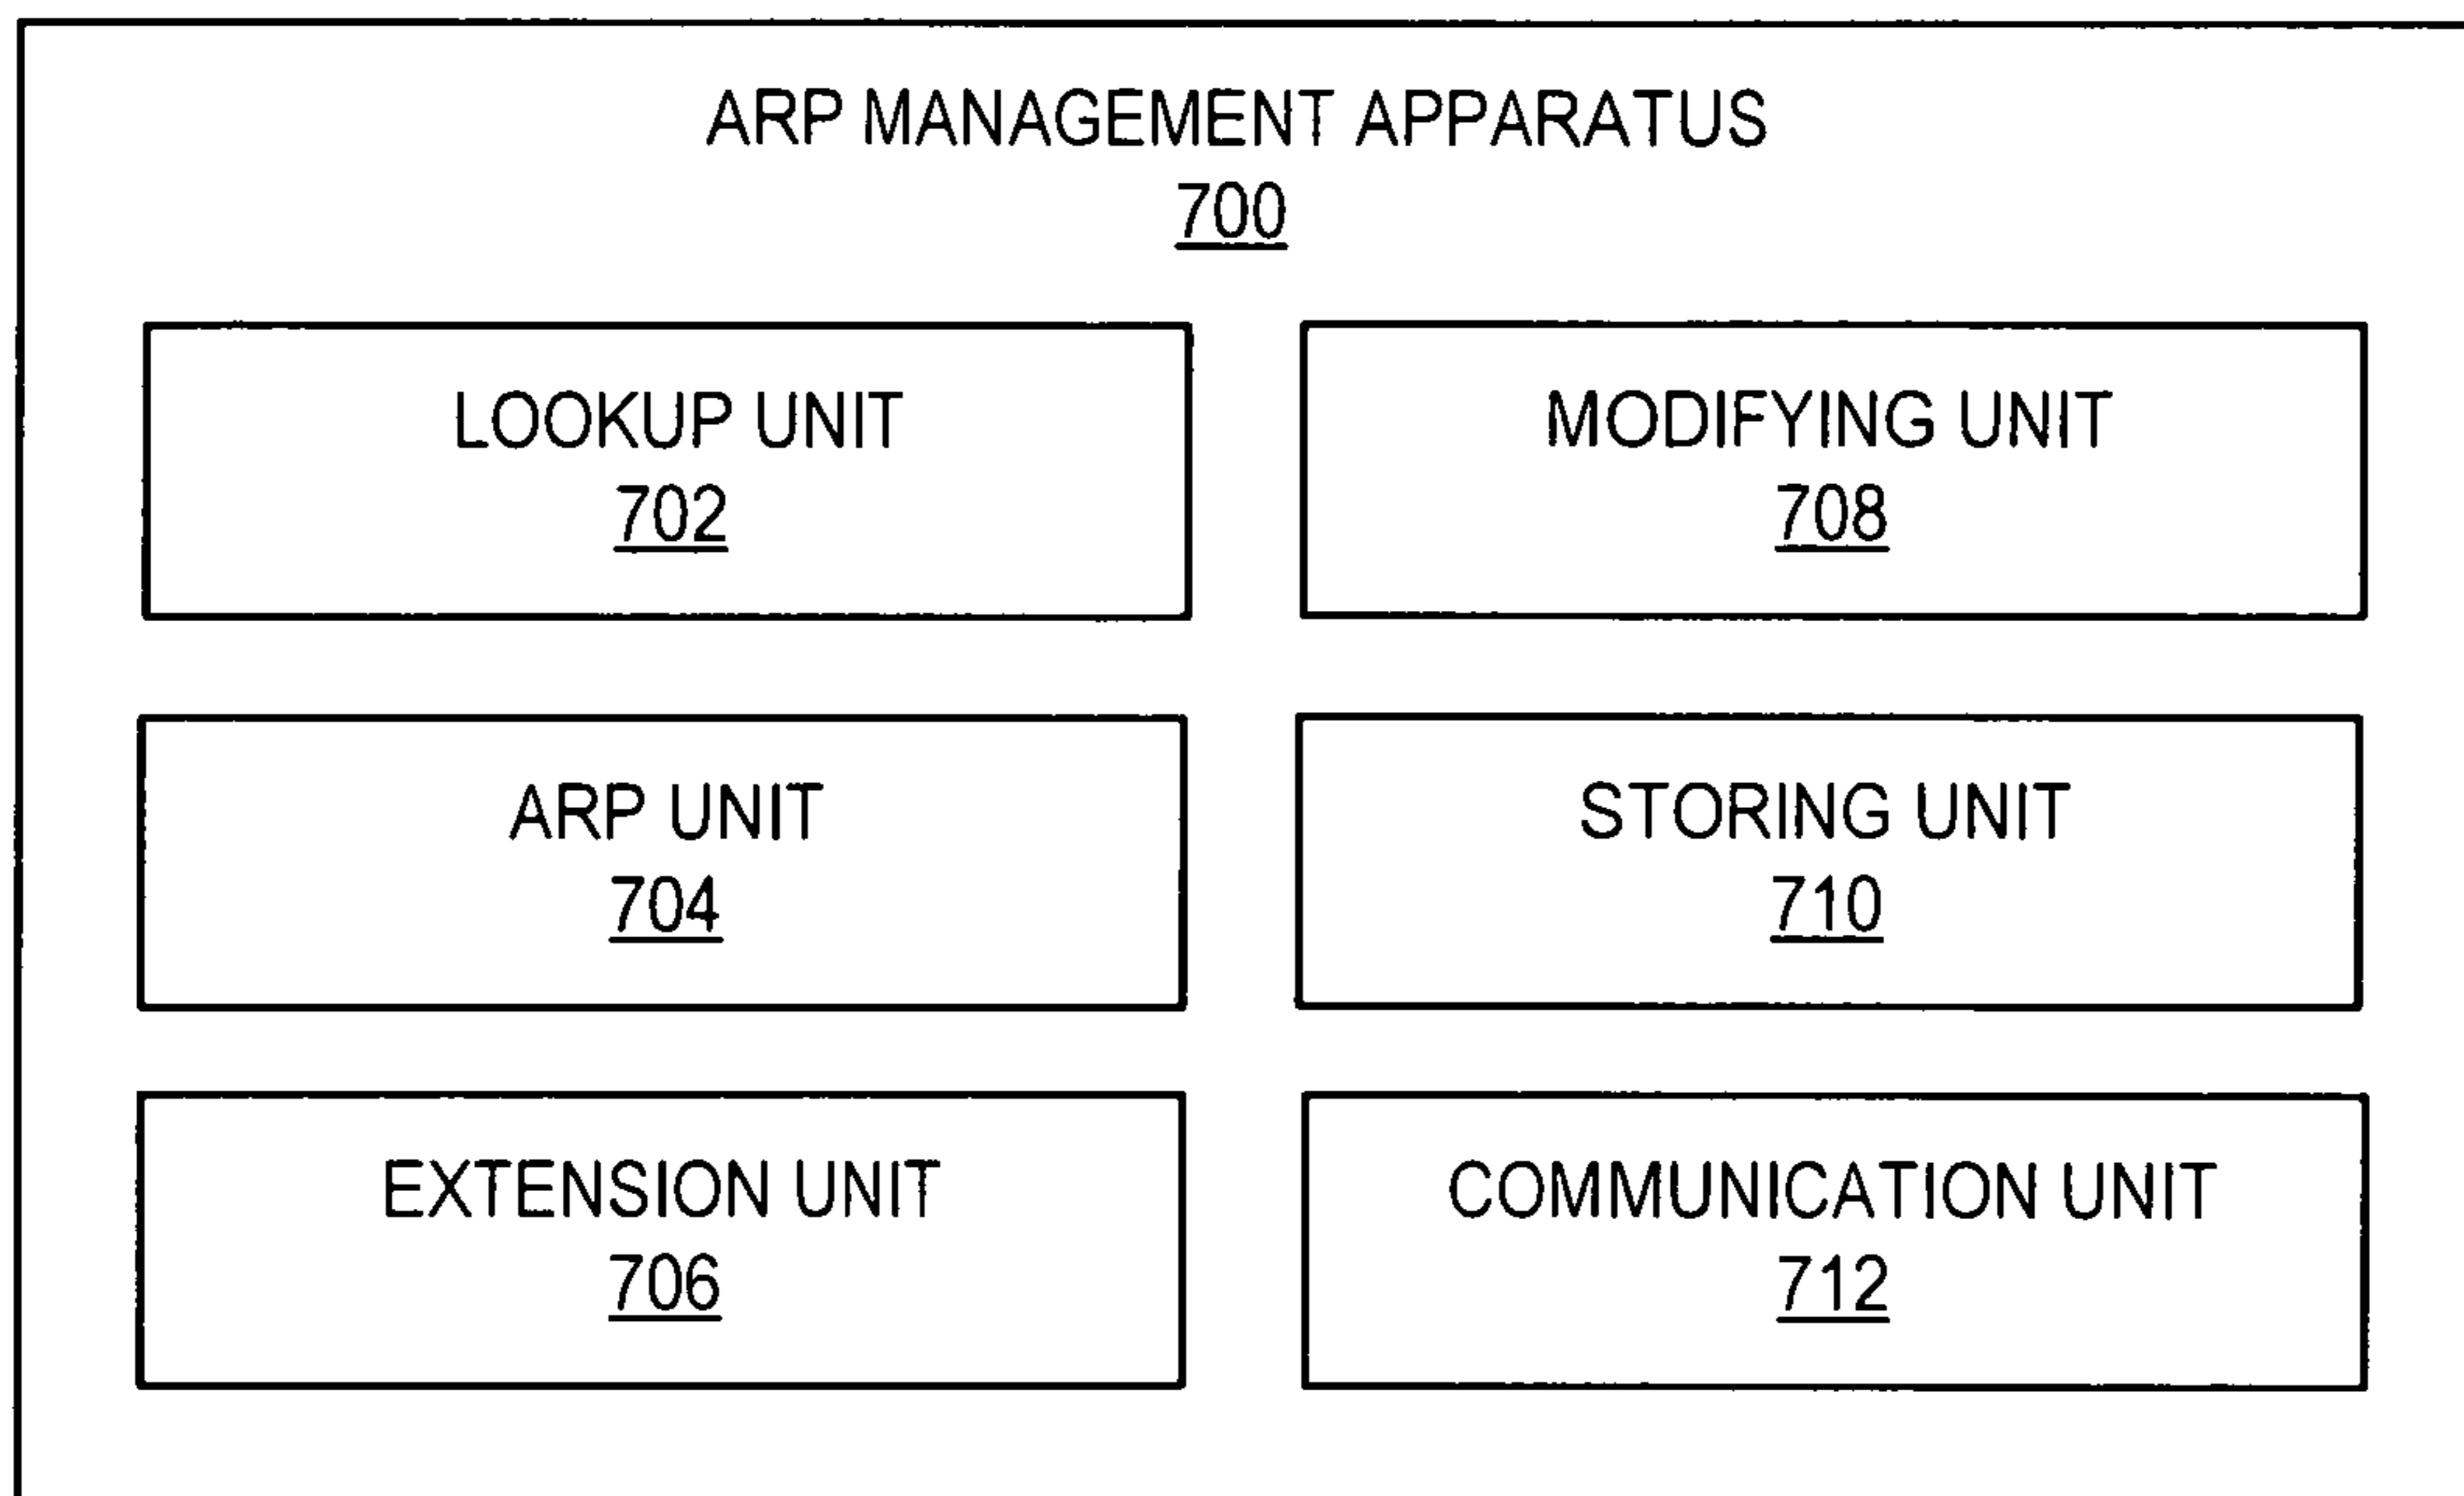 ARP MANAGEMENT APPARATUS
700
LOOKUP UNIT
702
MODIFYING UNIT
708
ARP UNIT
704
STORING UNIT
710
EXTENSION UNIT
706
COMMUNICATION UNIT
712